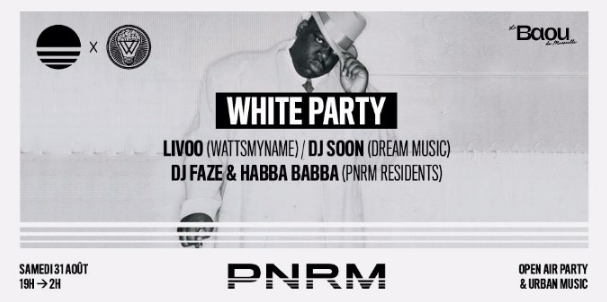 X
Le Baou
de Marseille
WHITE PARTY
LIVOO (WATTSMYNAME) / DJ SOON (DREAM MUSIC)
DJ FAZE & HABBA BABBA (PNRM RESIDENTS)
SAMEDI 31 AOÛT
19H → 2H
PNRM
OPEN AIR PARTY
& URBAN MUSIC